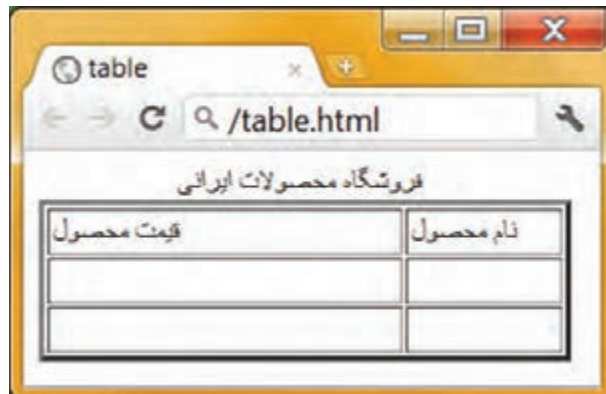 table
/table.html
فروشگاه محصولات ایرانی
نام محصول
قیمت محصول